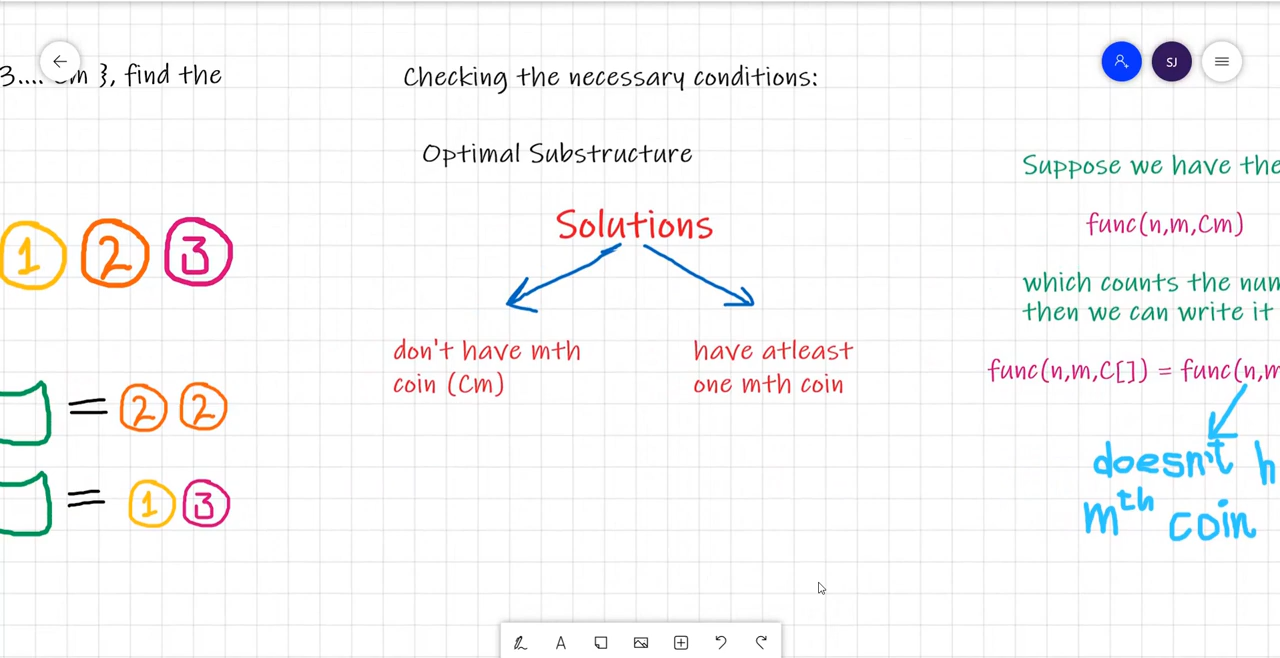 3.... m }, find the
1 2 3
= 2 2
= 1 3
Checking the necessary conditions:
Optimal Substructure
Solutions
don't have mth
coin (Cm)
have atleast
one mth coin
SJ
Suppose we have the
func(n,m,Cm)
which counts the num
then we can write it
func(n,m,C[]) = func(n,m
doesn't h
mth coin
A